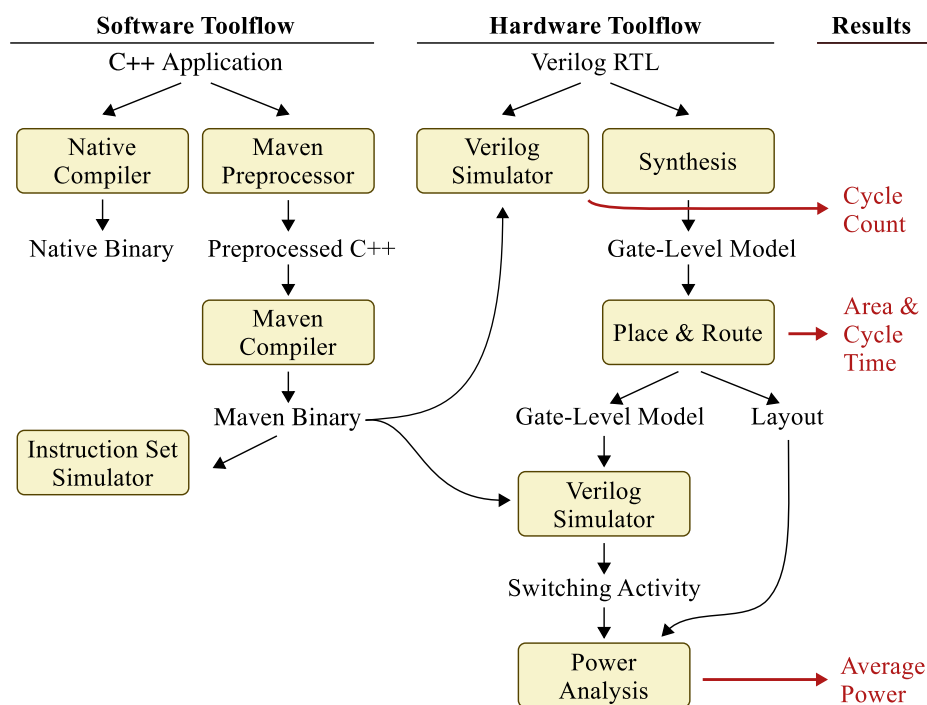 Software Toolflow
Hardware Toolflow
Results
C++ Application
Verilog RTL
Native
Compiler
Maven
Preprocessor
Verilog
Simulator
Synthesis
Cycle
Count
Native Binary
Preprocessed C++
Gate-Level Model
Maven
Compiler
Place & Route
Area &
Cycle
Time
Maven Binary
Gate-Level Model
Layout
Instruction Set
Simulator
Verilog
Simulator
Switching Activity
Power
Analysis
Average
Power